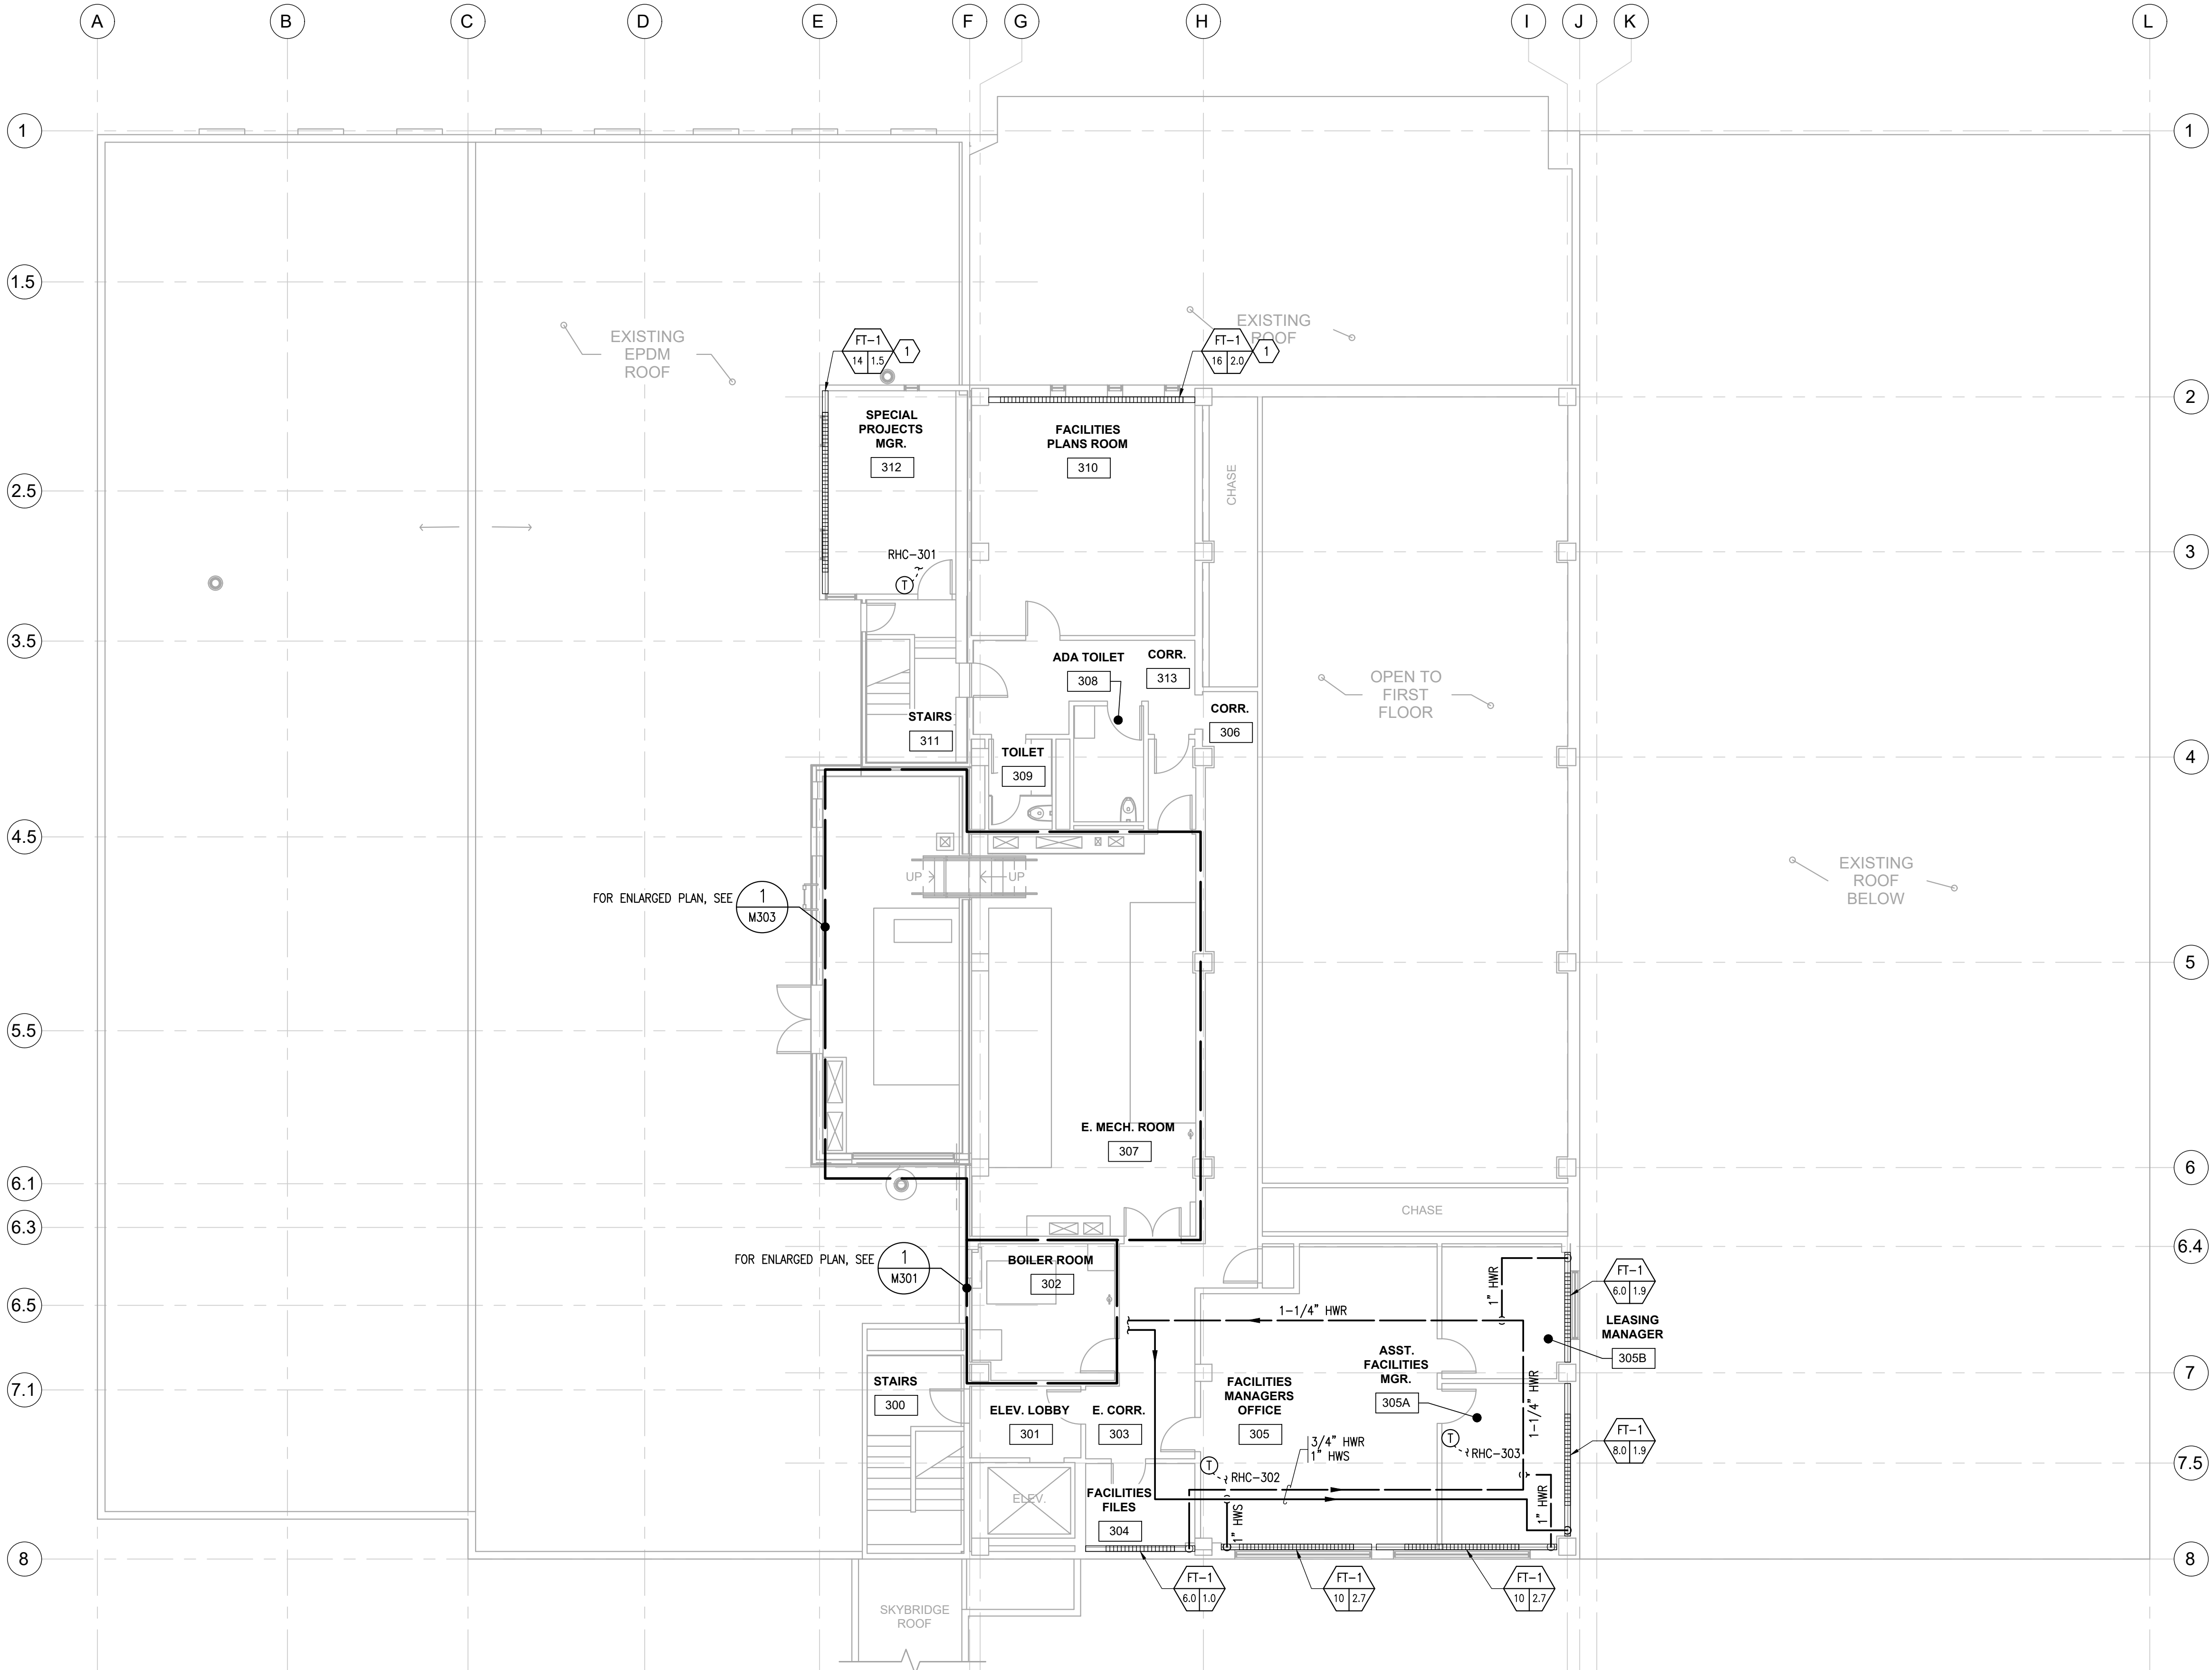 A
B
C
D
E
F
G
H
I
J
K
L
1
1
1.5
EXISTING
EPDM
ROOF
EXISTING
ROOF
FT-1
14 1.5
1
FT-1
16 2.0
1
2
SPECIAL
PROJECTS
MGR.
312
FACILITIES
PLANS ROOM
310
CHASE
2.5
RHC-301
T
3
3.5
ADA TOILET
308
CORR.
313
OPEN TO
FIRST
FLOOR
CORR.
306
STAIRS
311
TOILET
309
4
4.5
UP
UP
EXISTING
ROOF
BELOW
FOR ENLARGED PLAN, SEE
1
M303
5
5.5
E. MECH. ROOM
307
6
6.1
6.3
CHASE
6.4
FOR ENLARGED PLAN, SEE
1
M301
BOILER ROOM
302
1" HWR
FT-1
6.0 1.9
6.5
1-1/4" HWR
LEASING
MANAGER
305B
ASST.
FACILITIES
MGR.
305A
7
7.1
STAIRS
300
FACILITIES
MANAGERS
OFFICE
305
1-1/4" HWR
ELEV. LOBBY
301
E. CORR.
303
3/4" HWR
1" HWS
T
RHC-303
FT-1
8.0 1.9
7.5
T
RHC-302
ELEV.
FACILITIES
FILES
304
1" HWS
1" HWR
8
8
FT-1
6.0 1.0
FT-1
10 2.7
FT-1
10 2.7
SKYBRIDGE
ROOF